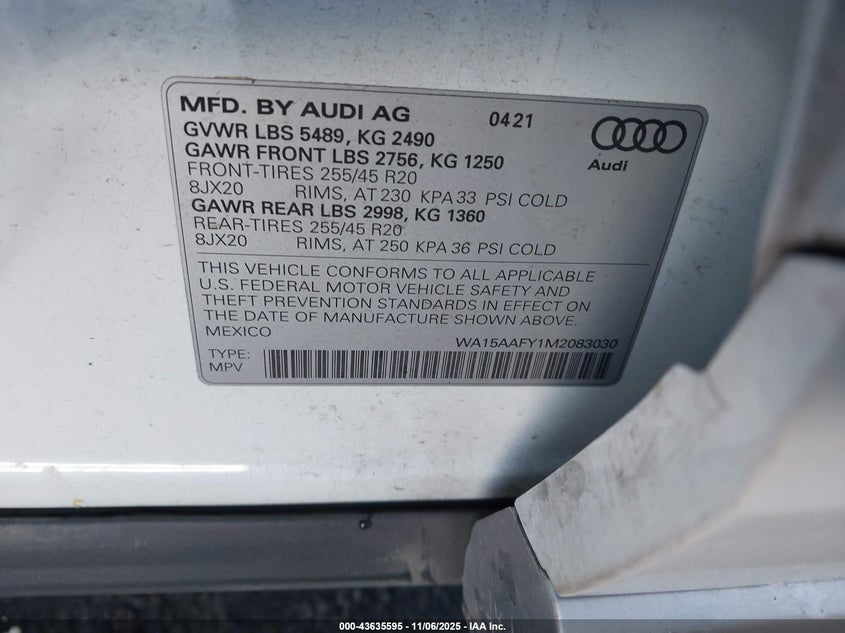 MFD. BY AUDI AG 0421
GVWR LBS 5489, KG 2490
GAWR FRONT LBS 2756, KG 1250
FRONT-TIRES 255/45 R20
8JX20 RIMS, AT 230 KPA 33 PSI COLD
GAWR REAR LBS 2998, KG 1360
REAR-TIRES 255/45 R20
8JX20 RIMS, AT 250 KPA 36 PSI COLD
Audi
THIS VEHICLE CONFORMS TO ALL APPLICABLE
U.S. FEDERAL MOTOR VEHICLE SAFETY AND
THEFT PREVENTION STANDARDS IN EFFECT ON
THE DATE OF MANUFACTURE SHOWN ABOVE.
MEXICO WA15AAFY1M2083030
TYPE:
MPV
000-43635595 - 11/06/2025 - IAA Inc.